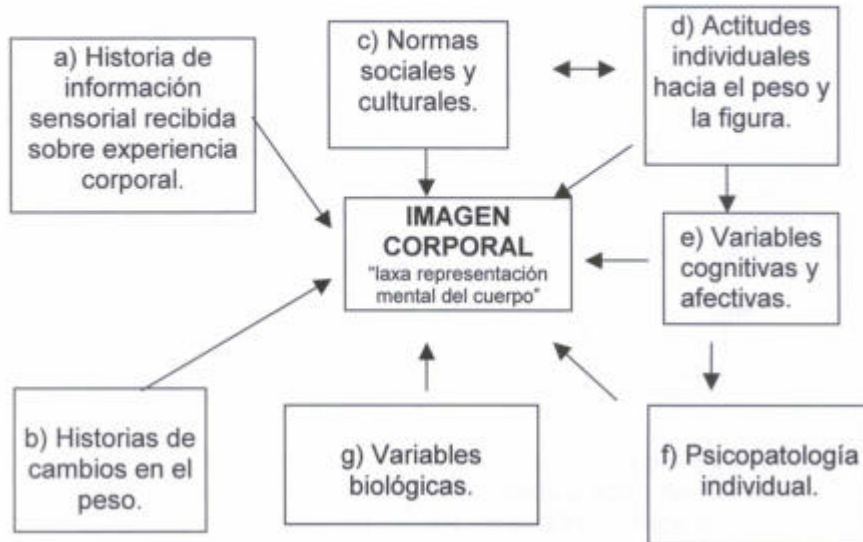 a) Historia de
información
sensorial recibida
sobre experiencia
corporal.
c) Normas
sociales y
culturales.
d) Actitudes
individuales
hacia el peso y
la figura.
IMAGEN
CORPORAL
"laxa representación
mental del cuerpo"
e) Variables
cognitivas y
afectivas.
b) Historias de
cambios en el
peso.
g) Variables
biológicas.
f) Psicopatología
individual.